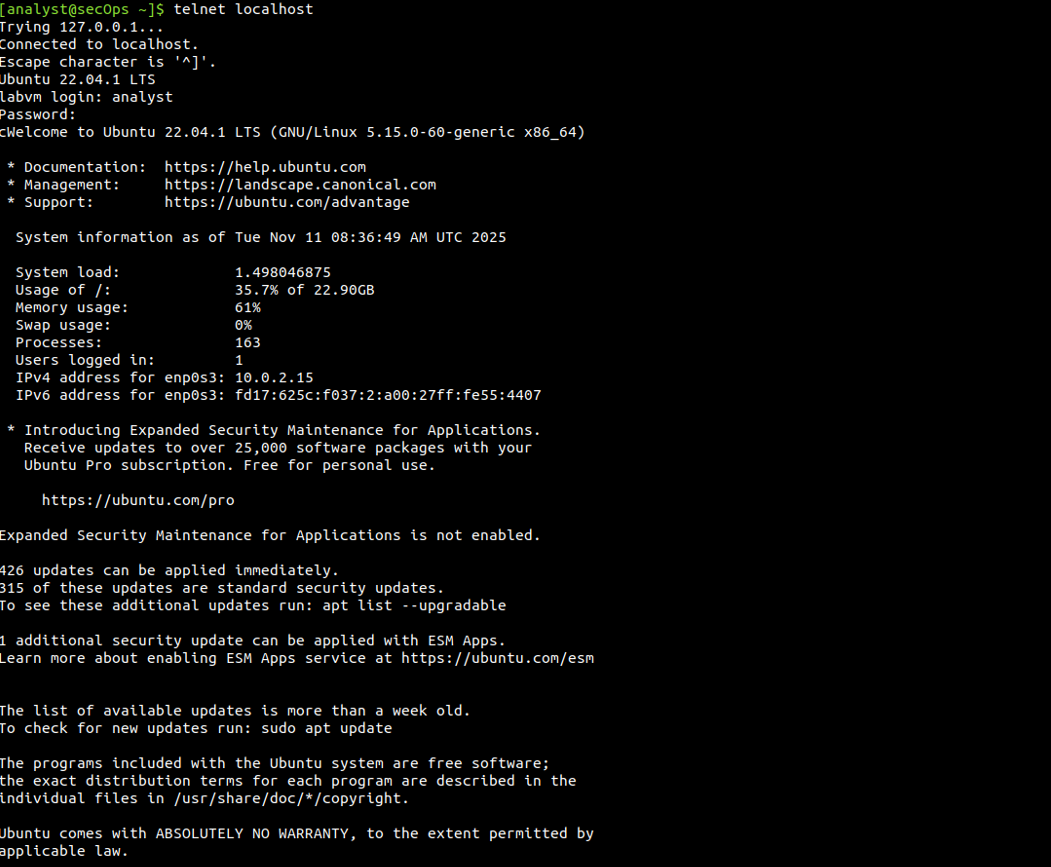 [analyst@secOps ~]$ telnet localhost
Trying 127.0.0.1...
Connected to localhost.
Escape character is '^]'.
Ubuntu 22.04.1 LTS
labvm login: analyst
Password:
cWelcome to Ubuntu 22.04.1 LTS (GNU/Linux 5.15.0-60-generic x86_64)

 * Documentation:  https://help.ubuntu.com
 * Management:     https://landscape.canonical.com
 * Support:        https://ubuntu.com/advantage

  System information as of Tue Nov 11 08:36:49 AM UTC 2025

  System load:             1.498046875
  Usage of /:              35.7% of 22.90GB
  Memory usage:            61%
  Swap usage:              0%
  Processes:               163
  Users logged in:         1
  IPv4 address for enp0s3: 10.0.2.15
  IPv6 address for enp0s3: fd17:625c:f037:2:a00:27ff:fe55:4407

 * Introducing Expanded Security Maintenance for Applications.
   Receive updates to over 25,000 software packages with your
   Ubuntu Pro subscription. Free for personal use.

     https://ubuntu.com/pro

Expanded Security Maintenance for Applications is not enabled.

426 updates can be applied immediately.
315 of these updates are standard security updates.
To see these additional updates run: apt list --upgradable

1 additional security update can be applied with ESM Apps.
Learn more about enabling ESM Apps service at https://ubuntu.com/esm


The list of available updates is more than a week old.
To check for new updates run: sudo apt update

The programs included with the Ubuntu system are free software;
the exact distribution terms for each program are described in the
individual files in /usr/share/doc/*/copyright.

Ubuntu comes with ABSOLUTELY NO WARRANTY, to the extent permitted by
applicable law.